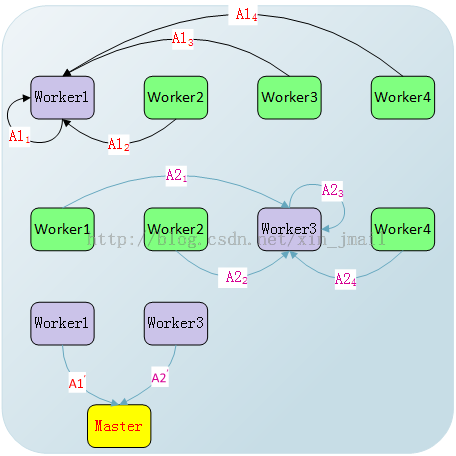 A1₄
A1₃
Worker1 Worker2 Worker3 Worker4
A1₁
A1₂
A2₁
A2₃
Worker1 Worker2 Worker3 Worker4
http://blog.csdn.net/xin_jmail
A2₂
A2₄
Worker1 Worker3
A1' A2'
Master